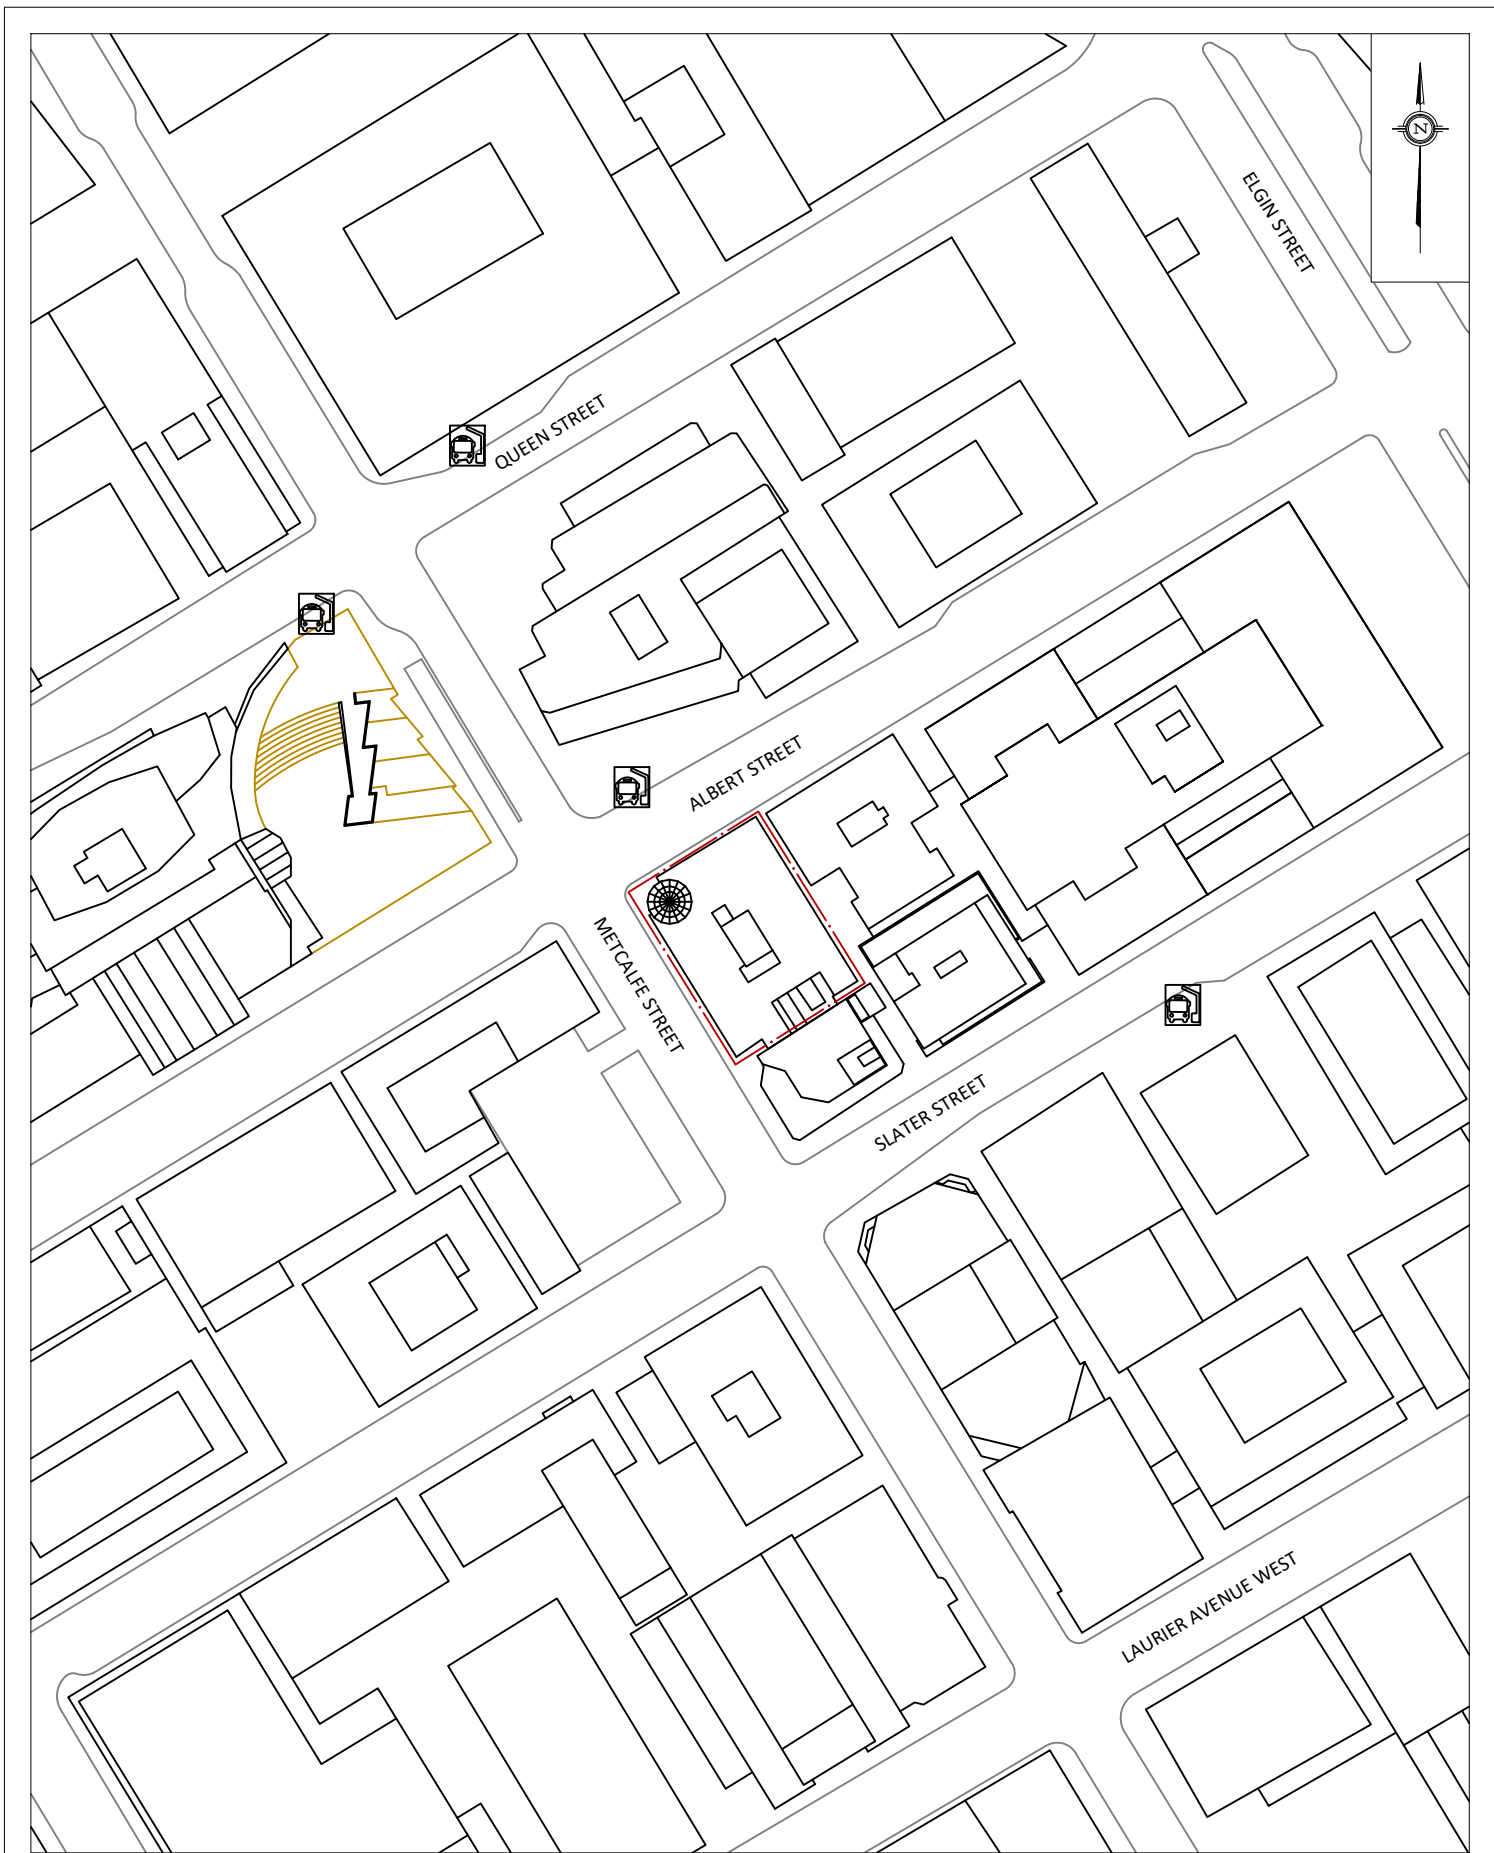 N
ELGIN STREET
QUEEN STREET
ALBERT STREET
METCALFE STREET
SLATER STREET
LAURIER AVENUE WEST